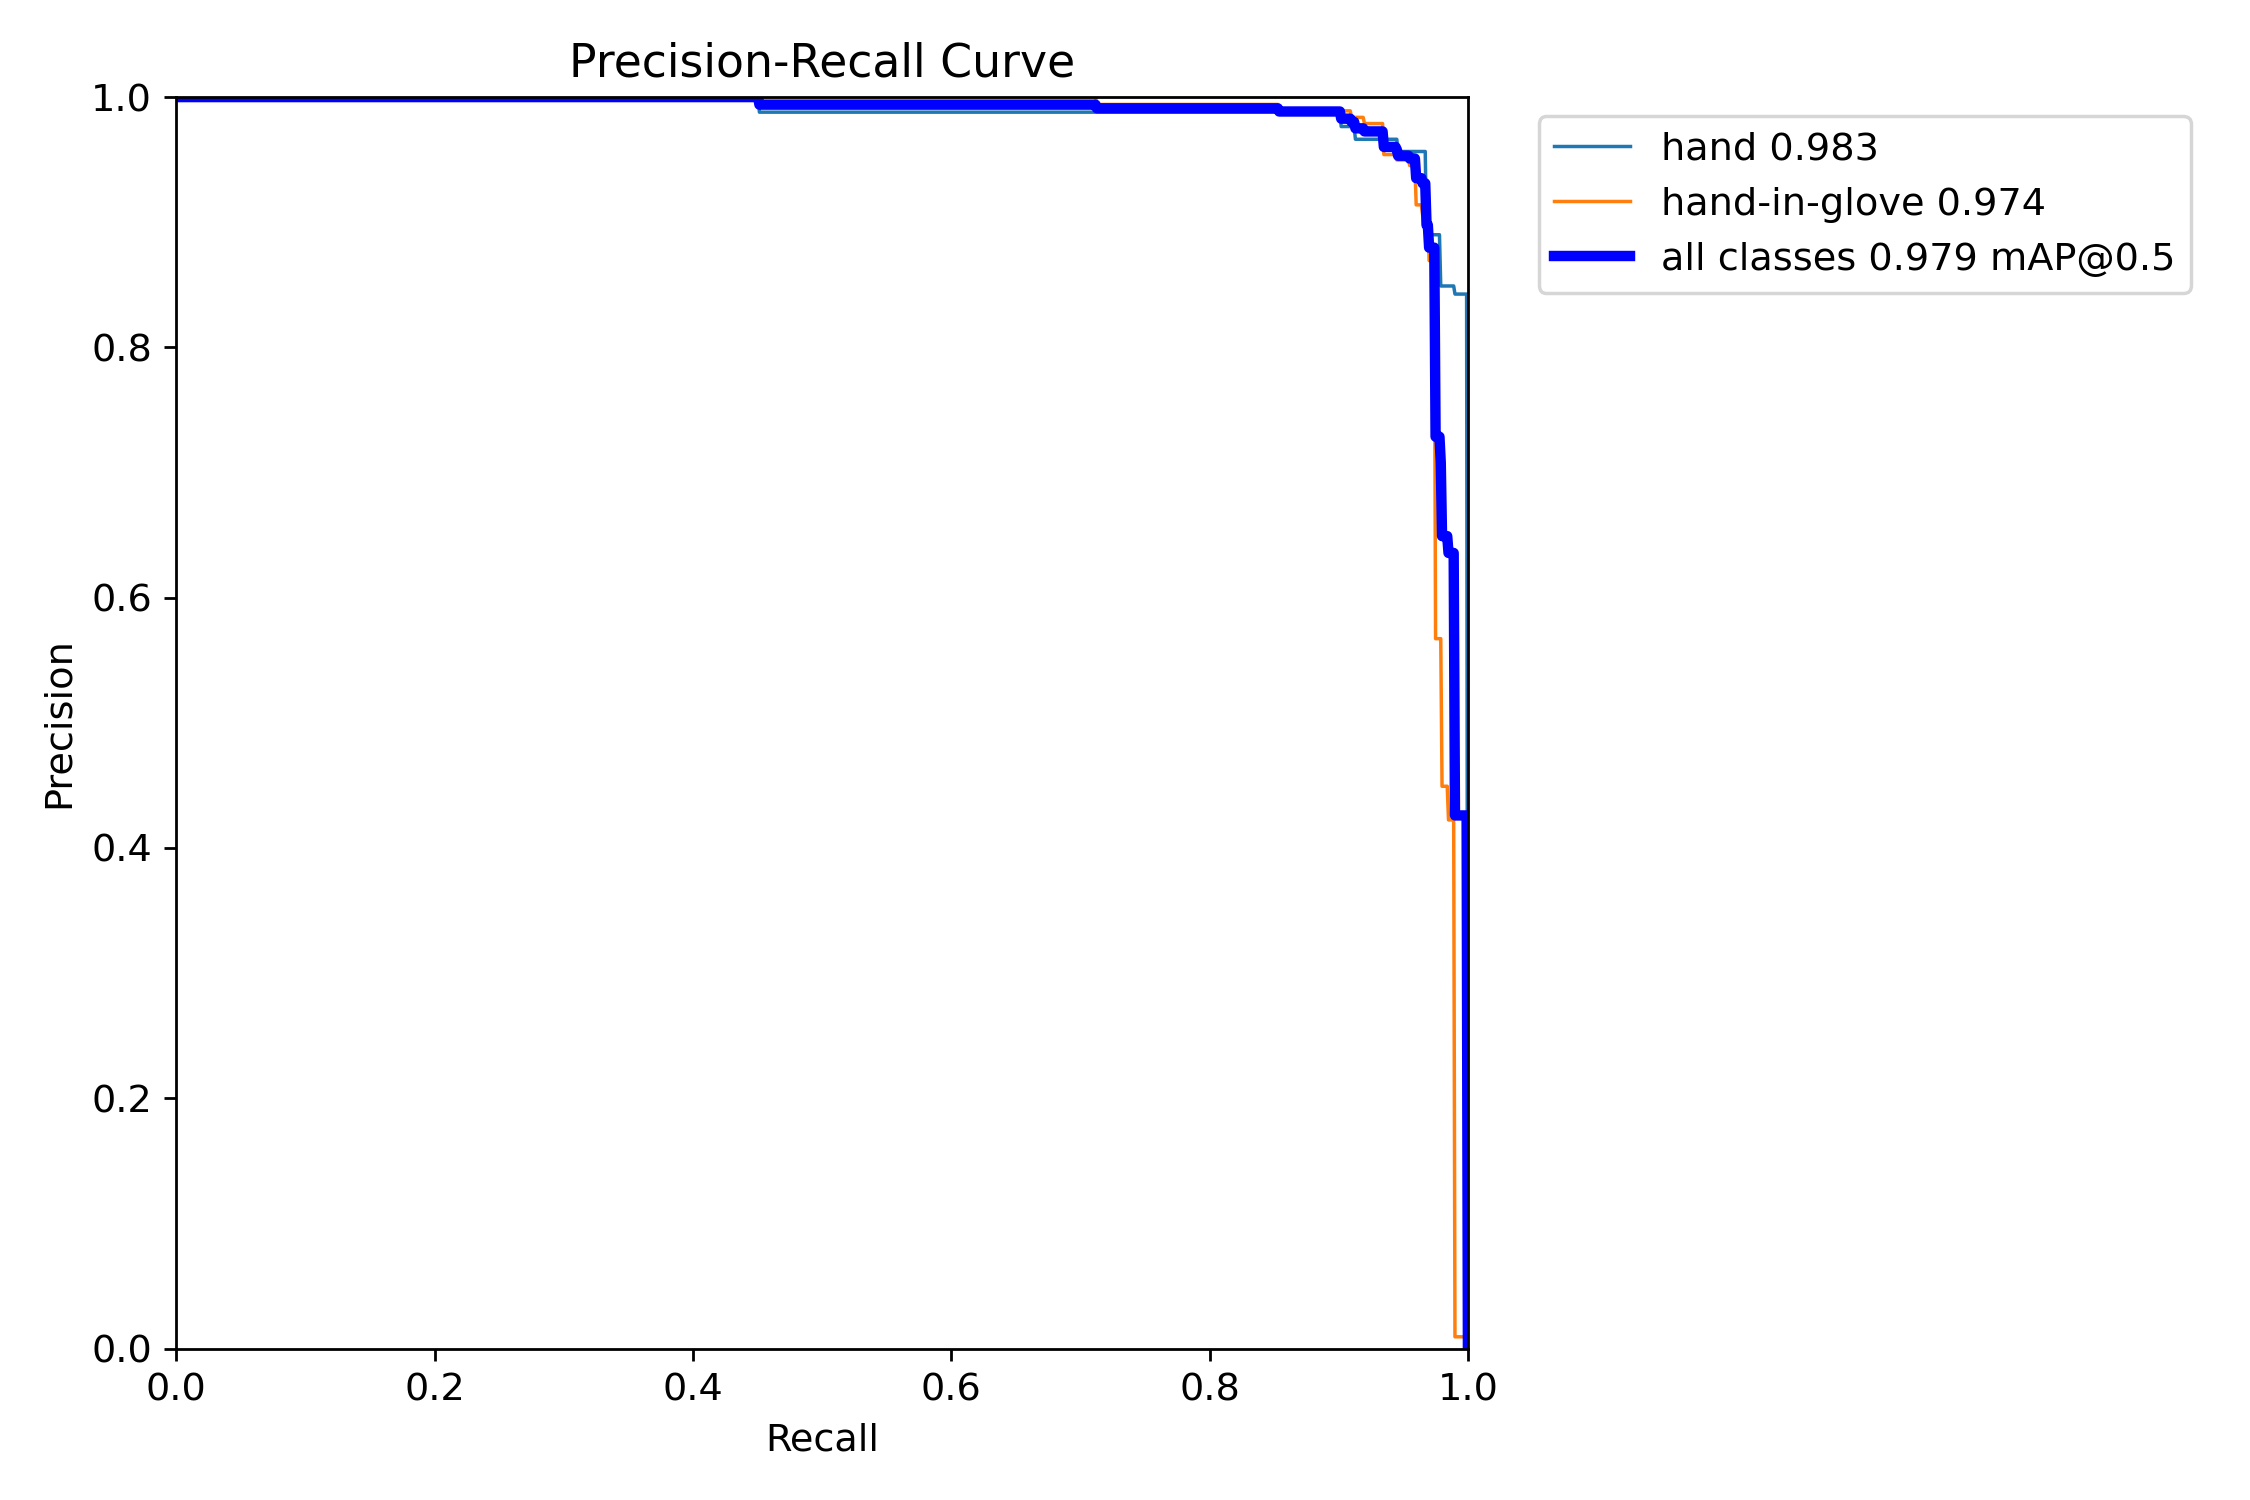 Precision-Recall Curve
1.0
0.8
0.6
0.4
0.2
0.0
Precision
0.0 0.2 0.4 0.6 0.8 1.0
Recall
hand 0.983
hand-in-glove 0.974
all classes 0.979 mAP@0.5